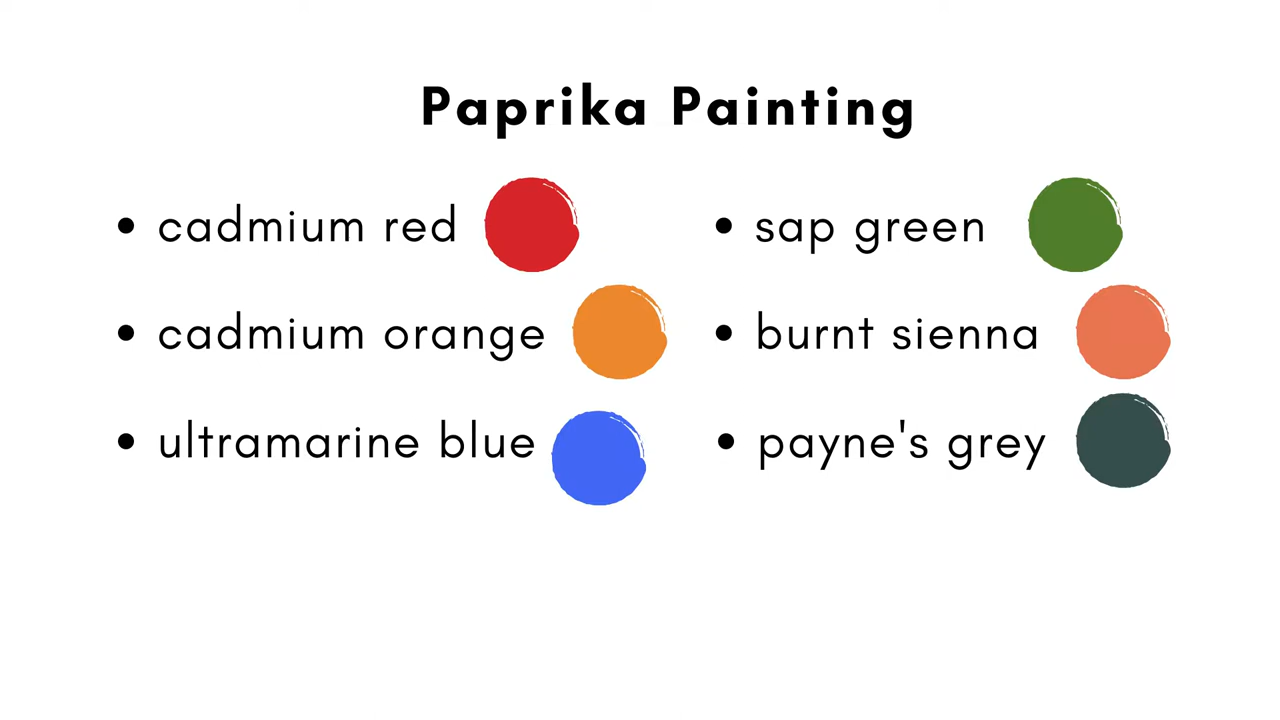 Paprika Painting
• cadmium red
• cadmium orange
• ultramarine blue
• sap green
• burnt sienna
• payne's grey